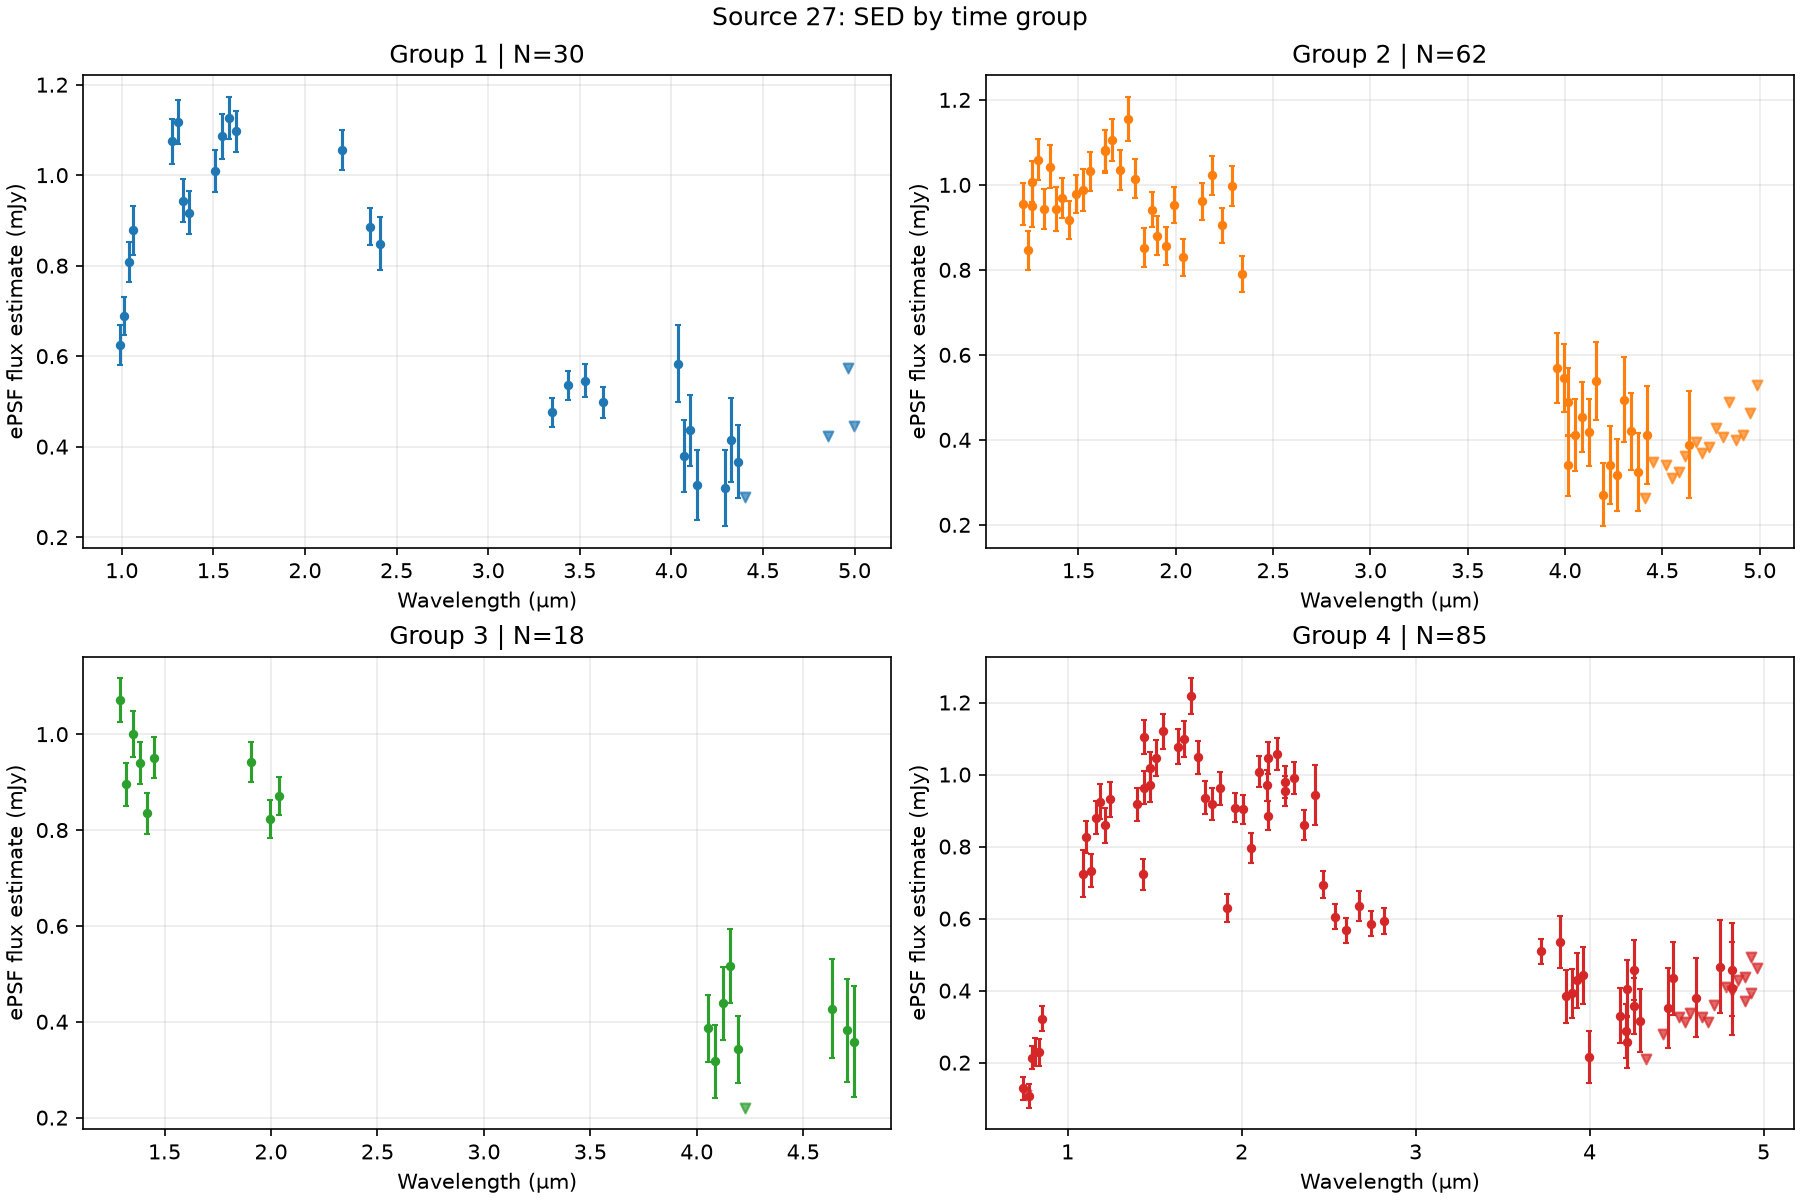 Source 27: SED by time group
Group 1 | N=30
ePSF flux estimate (mJy)
1.2
1.0
0.8
0.6
0.4
0.2
1.0 1.5 2.0 2.5 3.0 3.5 4.0 4.5 5.0
Wavelength (µm)
Group 2 | N=62
ePSF flux estimate (mJy)
1.2
1.0
0.8
0.6
0.4
0.2
1.5 2.0 2.5 3.0 3.5 4.0 4.5 5.0
Wavelength (µm)
Group 3 | N=18
ePSF flux estimate (mJy)
1.0
0.8
0.6
0.4
0.2
1.5 2.0 2.5 3.0 3.5 4.0 4.5
Wavelength (µm)
Group 4 | N=85
ePSF flux estimate (mJy)
1.2
1.0
0.8
0.6
0.4
0.2
1 2 3 4 5
Wavelength (µm)